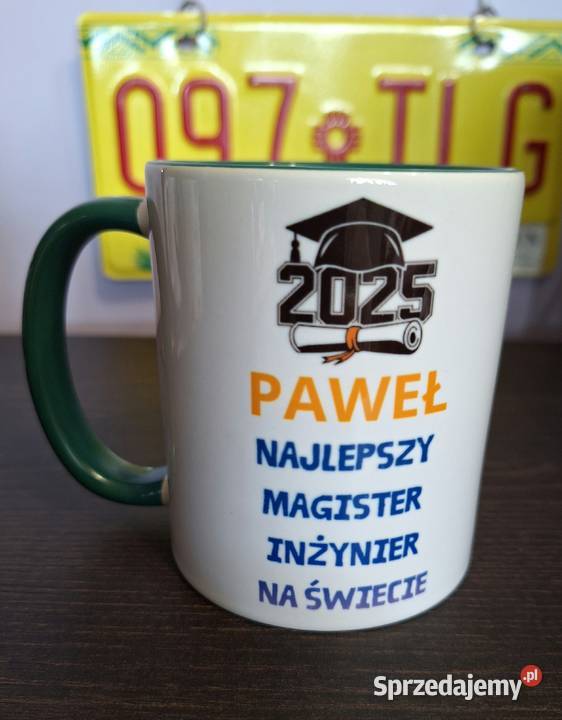 097 TLG
2025
PAWEŁ
NAJLEPSZY
MAGISTER
INŻYNIER
NA ŚWIECIE
Sprzedajemy.pl